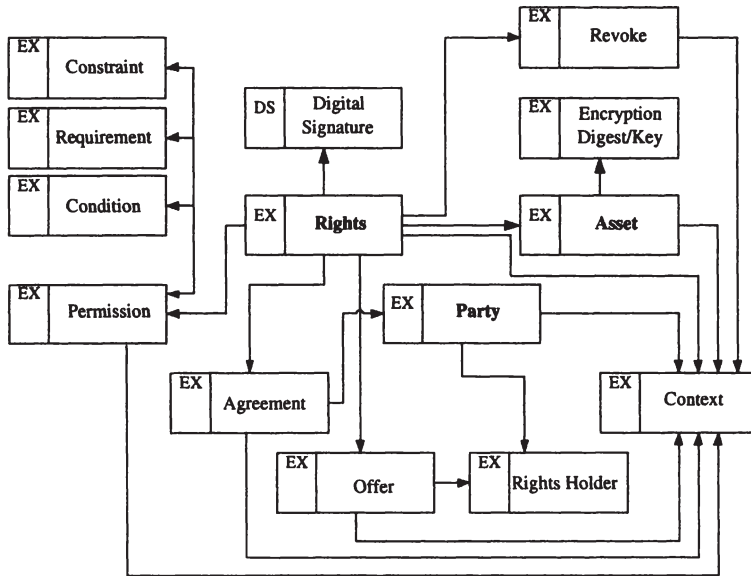 EX
Revoke
EX
Constraint
DS
Digital
Signature
EX
Encryption
Digest/Key
EX
Requirement
EX
Condition
EX
Rights
EX
Asset
EX
Permission
EX
Party
EX
Agreement
EX
Context
EX
Offer
EX
Rights Holder